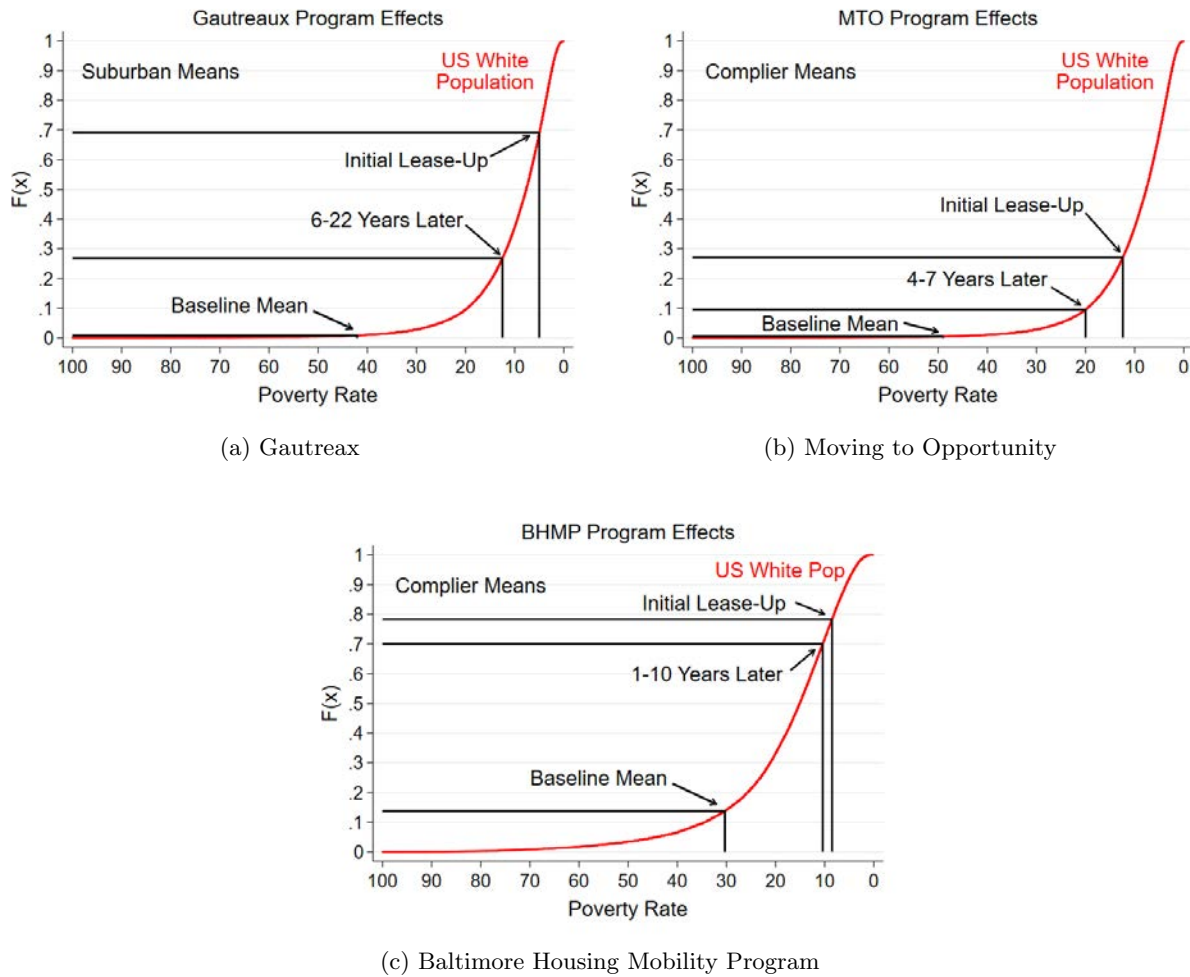 Gautreaux Program Effects
1
.9
.8
.7
.6
.5
.4
.3
.2
.1
0
F(x)
Suburban Means
US White
Population
Initial Lease-Up
6-22 Years Later
Baseline Mean
100 90 80 70 60 50 40 30 20 10 0
Poverty Rate
(a) Gautreax
MTO Program Effects
1
.9
.8
.7
.6
.5
.4
.3
.2
.1
0
F(x)
Complier Means
US White
Population
Initial Lease-Up
4-7 Years Later
Baseline Mean
100 90 80 70 60 50 40 30 20 10 0
Poverty Rate
(b) Moving to Opportunity
BHMP Program Effects
1
.9
.8
.7
.6
.5
.4
.3
.2
.1
0
F(x)
Complier Means
US White Pop
Initial Lease-Up
1-10 Years Later
Baseline Mean
100 90 80 70 60 50 40 30 20 10 0
Poverty Rate
(c) Baltimore Housing Mobility Program